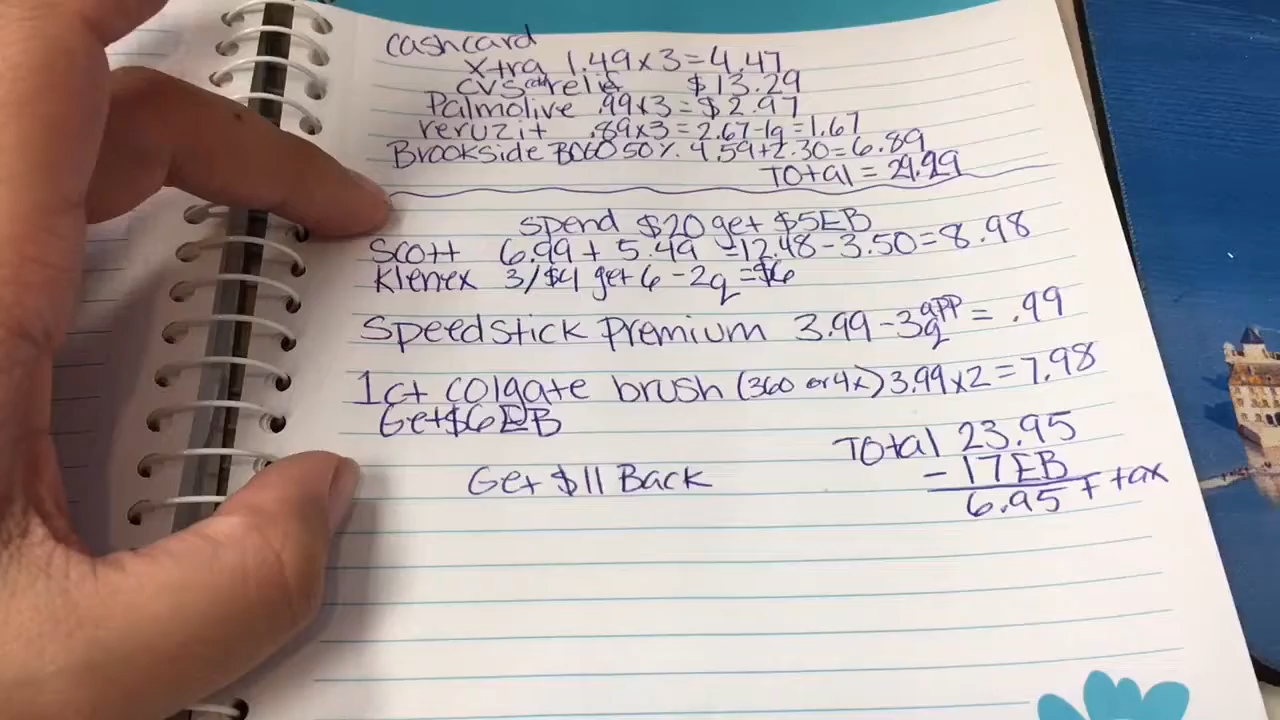 cashcard
xtra 1.49x3=4.47
cvs relief $13.29
Palmolive .99x3=$2.97
reruzit .89x3=2.67-1q=1.67
Brookside BOGO 50%. 4.59+2.30=6.89
Total = 29.29
spend $20 get $5EB
Scott 6.99+5.49 =12.48-3.50=8.98
Klenex 3/$4 get 6 -2q=$6
Speedstick Premium 3.99-3q app = .99
1ct colgate brush (360 or 4x) 3.99x2=7.98
Get $6EB
Total 23.95
-17EB
Get $11 Back
6.95 + tax